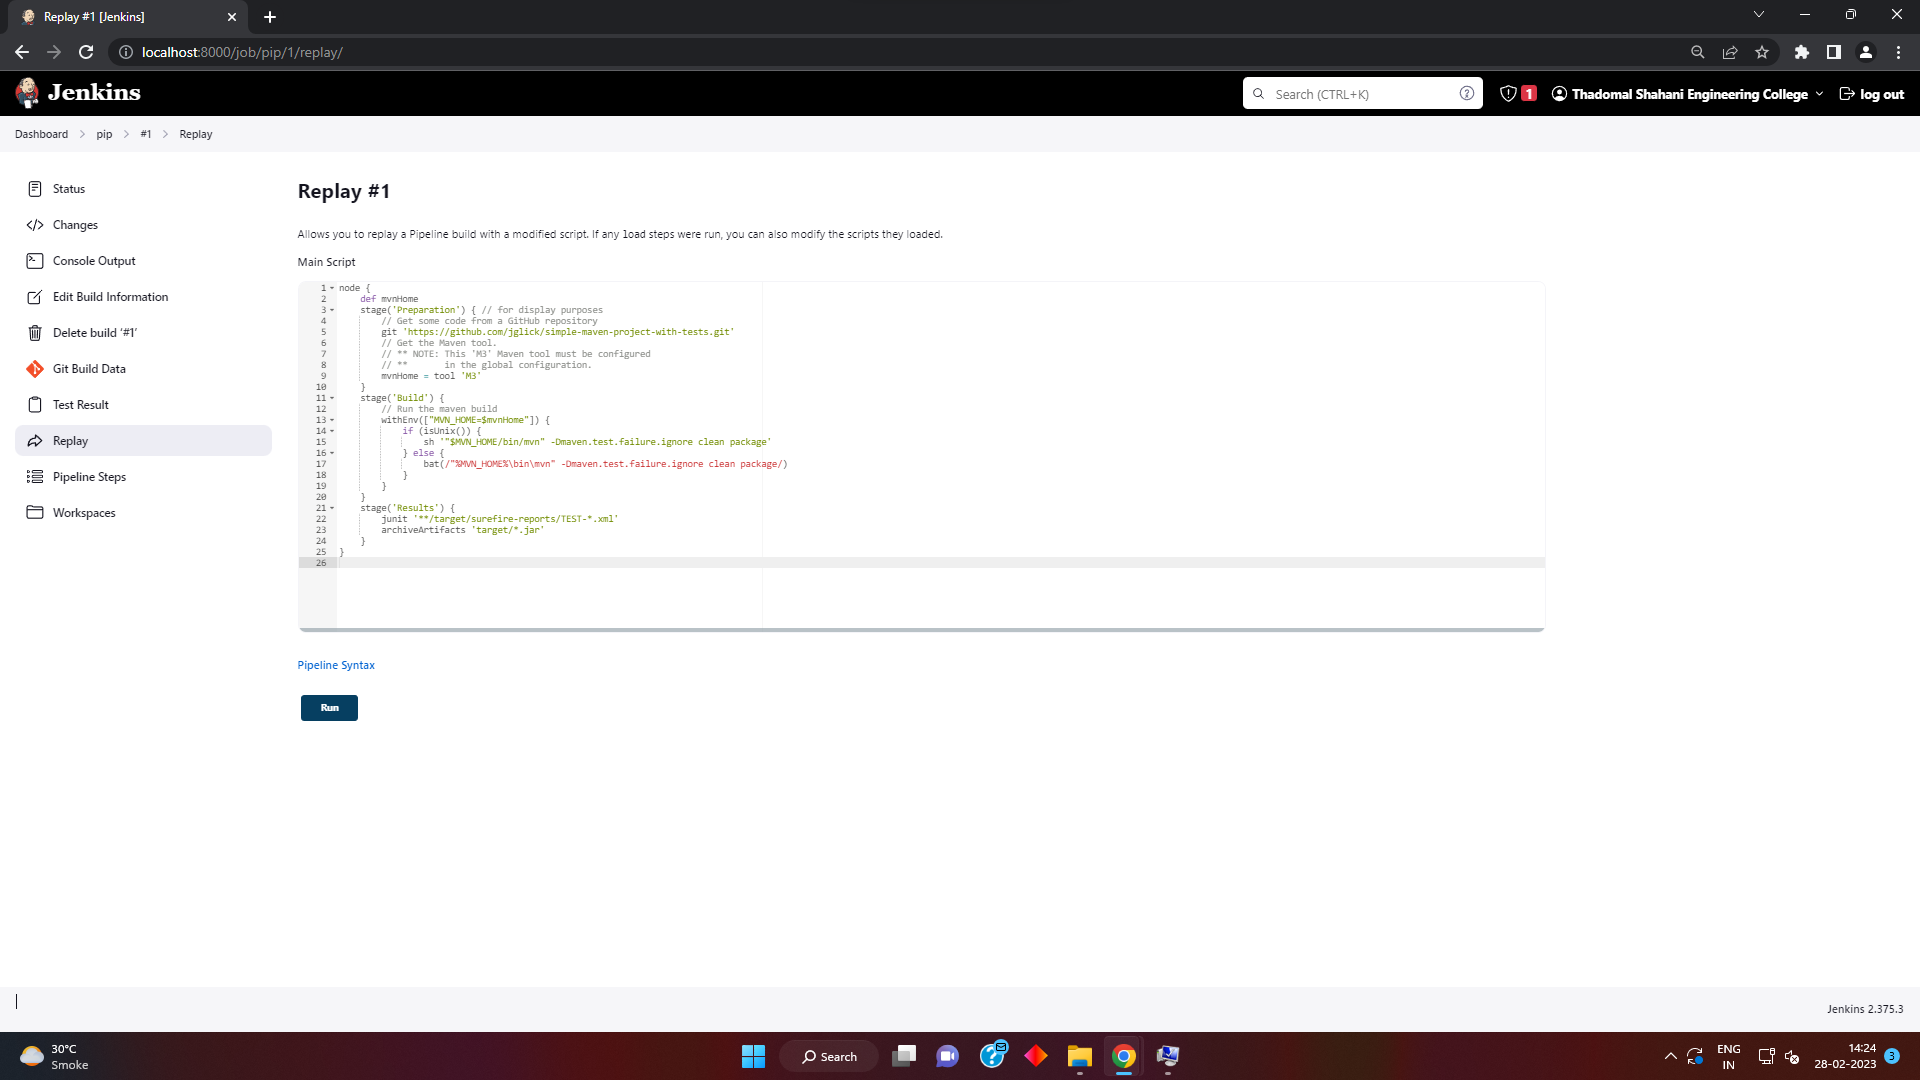 Replay #1 [Jenkins]
localhost:8000/job/pip/1/replay/
Jenkins
Search (CTRL+K)
1
Thadomal Shahani Engineering College
log out
Dashboard
pip
#1
Replay
Status
Changes
Console Output
Edit Build Information
Delete build '#1'
Git Build Data
Test Result
Replay
Pipeline Steps
Workspaces
Replay #1
Allows you to replay a Pipeline build with a modified script. If any load steps were run, you can also modify the scripts they loaded.
Main Script
1 node {
2     def mvnHome
3     stage('Preparation') { // for display purposes
4         // Get some code from a GitHub repository
5         git 'https://github.com/jglick/simple-maven-project-with-tests.git'
6         // Get the Maven tool.
7         // ** NOTE: This 'M3' Maven tool must be configured
8         // **       in the global configuration.
9         mvnHome = tool 'M3'
10     }
11     stage('Build') {
12         // Run the maven build
13         withEnv(["MVN_HOME=$mvnHome"]) {
14             if (isUnix()) {
15                 sh '"$MVN_HOME/bin/mvn" -Dmaven.test.failure.ignore clean package'
16             } else {
17                 bat(/"%MVN_HOME%\bin\mvn" -Dmaven.test.failure.ignore clean package/)
18             }
19         }
20     }
21     stage('Results') {
22         junit '**/target/surefire-reports/TEST-*.xml'
23         archiveArtifacts 'target/*.jar'
24     }
25 }
26
Pipeline Syntax
Run
Jenkins 2.375.3
30°C
Smoke
Search
ENG
IN
14:24
28-02-2023
3